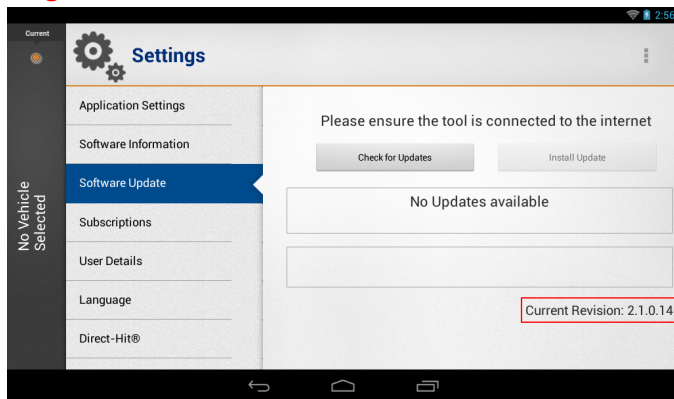 2:56
Current
Settings
No Vehicle
Selected
Application Settings
Software Information
Software Update
Subscriptions
User Details
Language
Direct-Hit®
Please ensure the tool is connected to the internet
Check for Updates
Install Update
No Updates available
Current Revision: 2.1.0.14